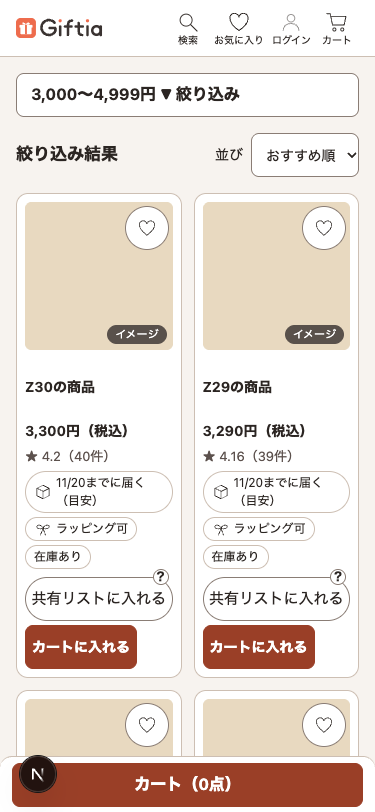 Giftia
検索
お気に入り
ログイン
カート
3,000〜4,999円 ▼ 絞り込み
絞り込み結果
並び
おすすめ順
イメージ
Z30の商品
3,300円（税込）
★ 4.2（40件）
11/20までに届く
（目安）
ラッピング可
在庫あり
?
共有リストに入れる
カートに入れる
イメージ
Z29の商品
3,290円（税込）
★ 4.16（39件）
11/20までに届く
（目安）
ラッピング可
在庫あり
?
共有リストに入れる
カートに入れる
N
カート（0点）